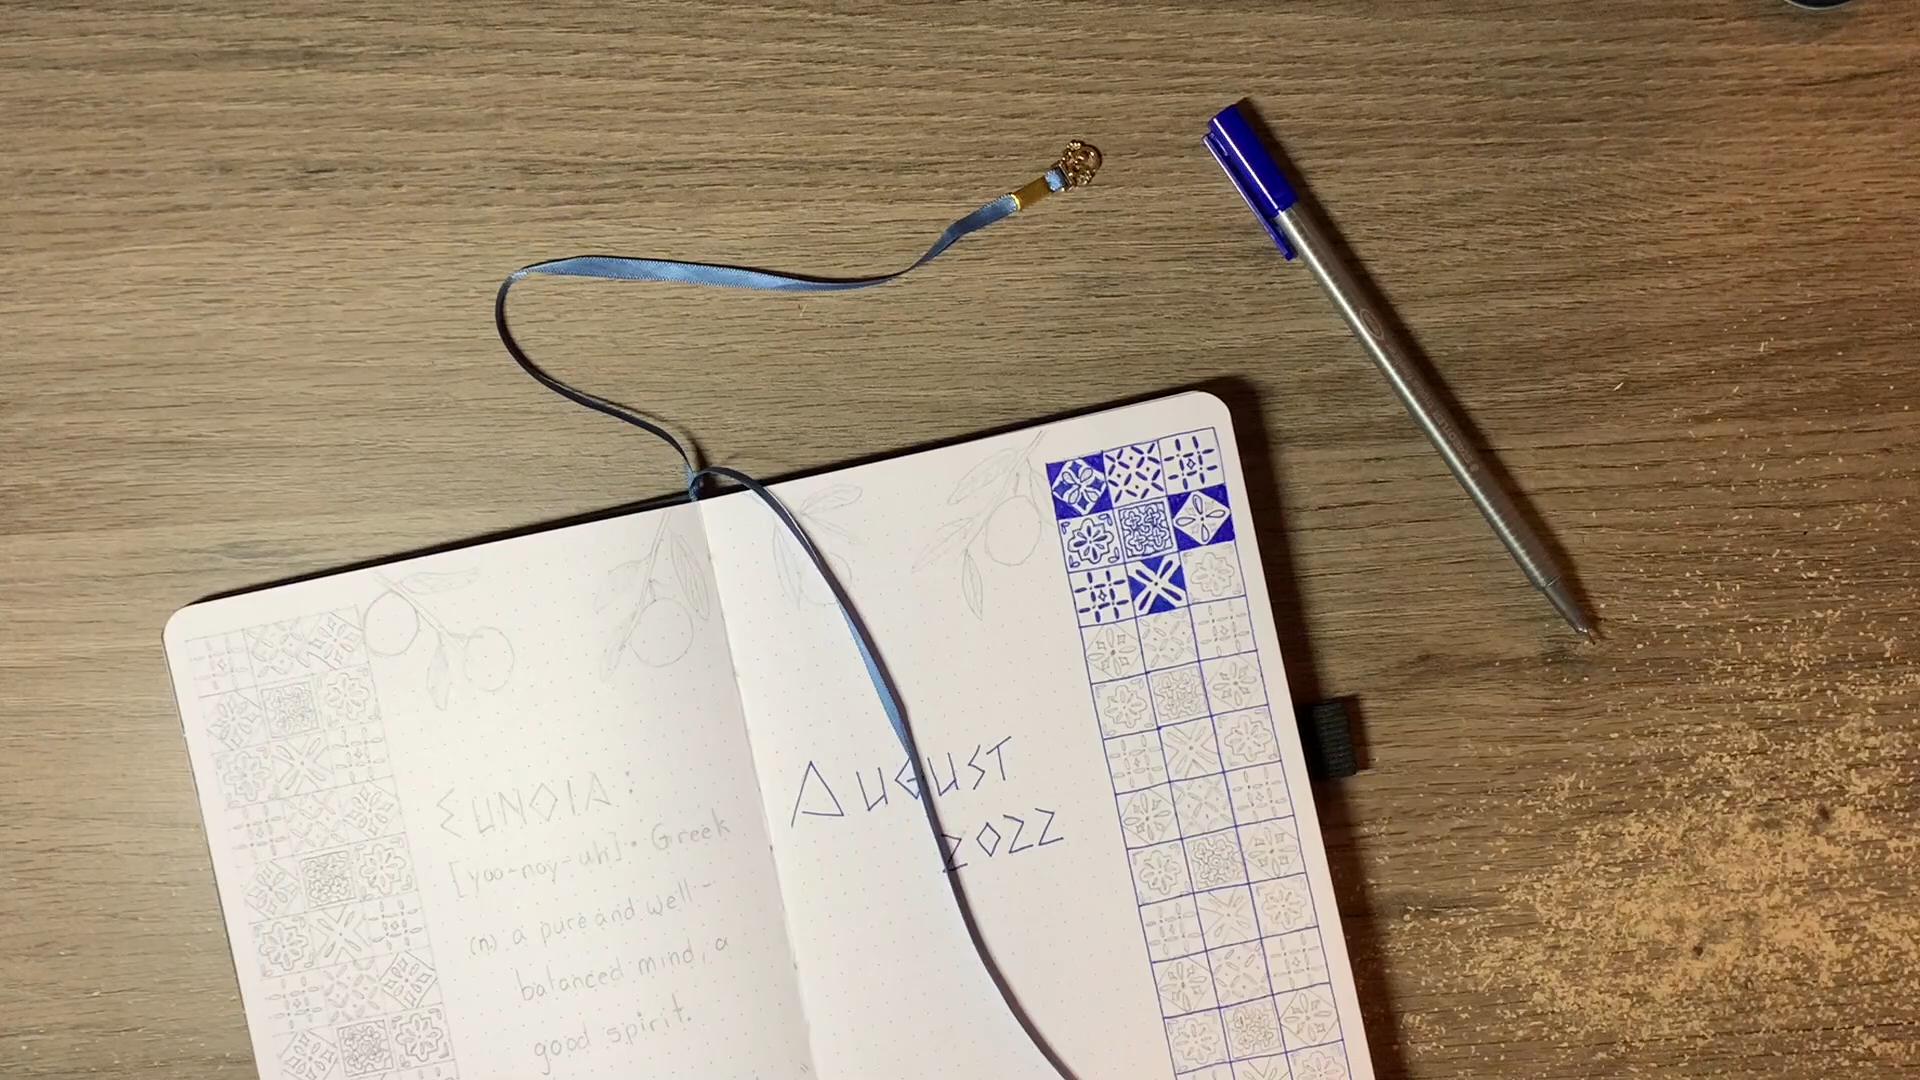 EUNOIA:
[yoo-noy-uh] • Greek
(n.) a pure and well-
balanced mind, a
good spirit.
AUGUST
2022